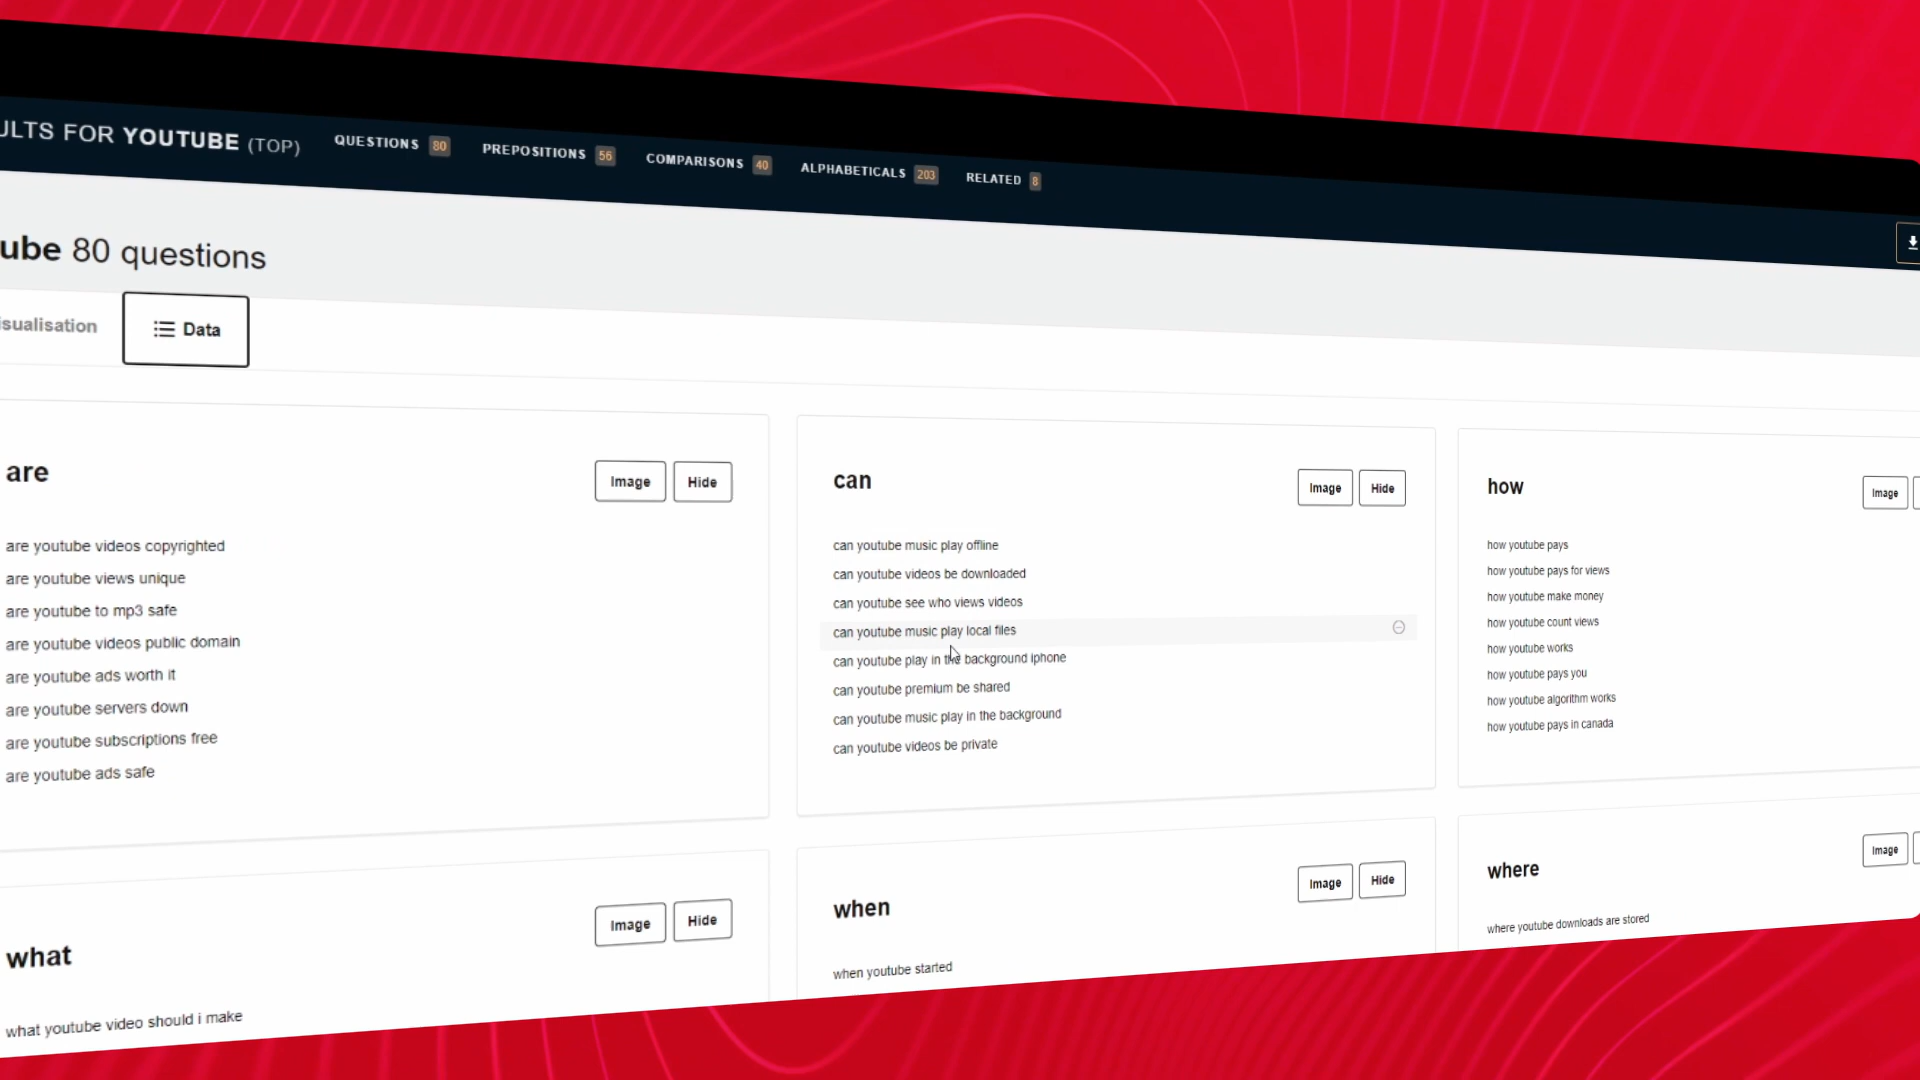 ULTS FOR YOUTUBE (TOP)
QUESTIONS 80
PREPOSITIONS 56
COMPARISONS 40
ALPHABETICALS 203
RELATED 8
ube 80 questions
isualisation
Data
are
Image
Hide
are youtube videos copyrighted
are youtube views unique
are youtube to mp3 safe
are youtube videos public domain
are youtube ads worth it
are youtube servers down
are youtube subscriptions free
are youtube ads safe
can
Image
Hide
can youtube music play offline
can youtube videos be downloaded
can youtube see who views videos
can youtube music play local files
can youtube play in the background iphone
can youtube premium be shared
can youtube music play in the background
can youtube videos be private
how
Image
how youtube pays
how youtube pays for views
how youtube make money
how youtube count views
how youtube works
how youtube pays you
how youtube algorithm works
how youtube pays in canada
what
Image
Hide
what youtube video should i make
when
Image
Hide
when youtube started
where
Image
where youtube downloads are stored